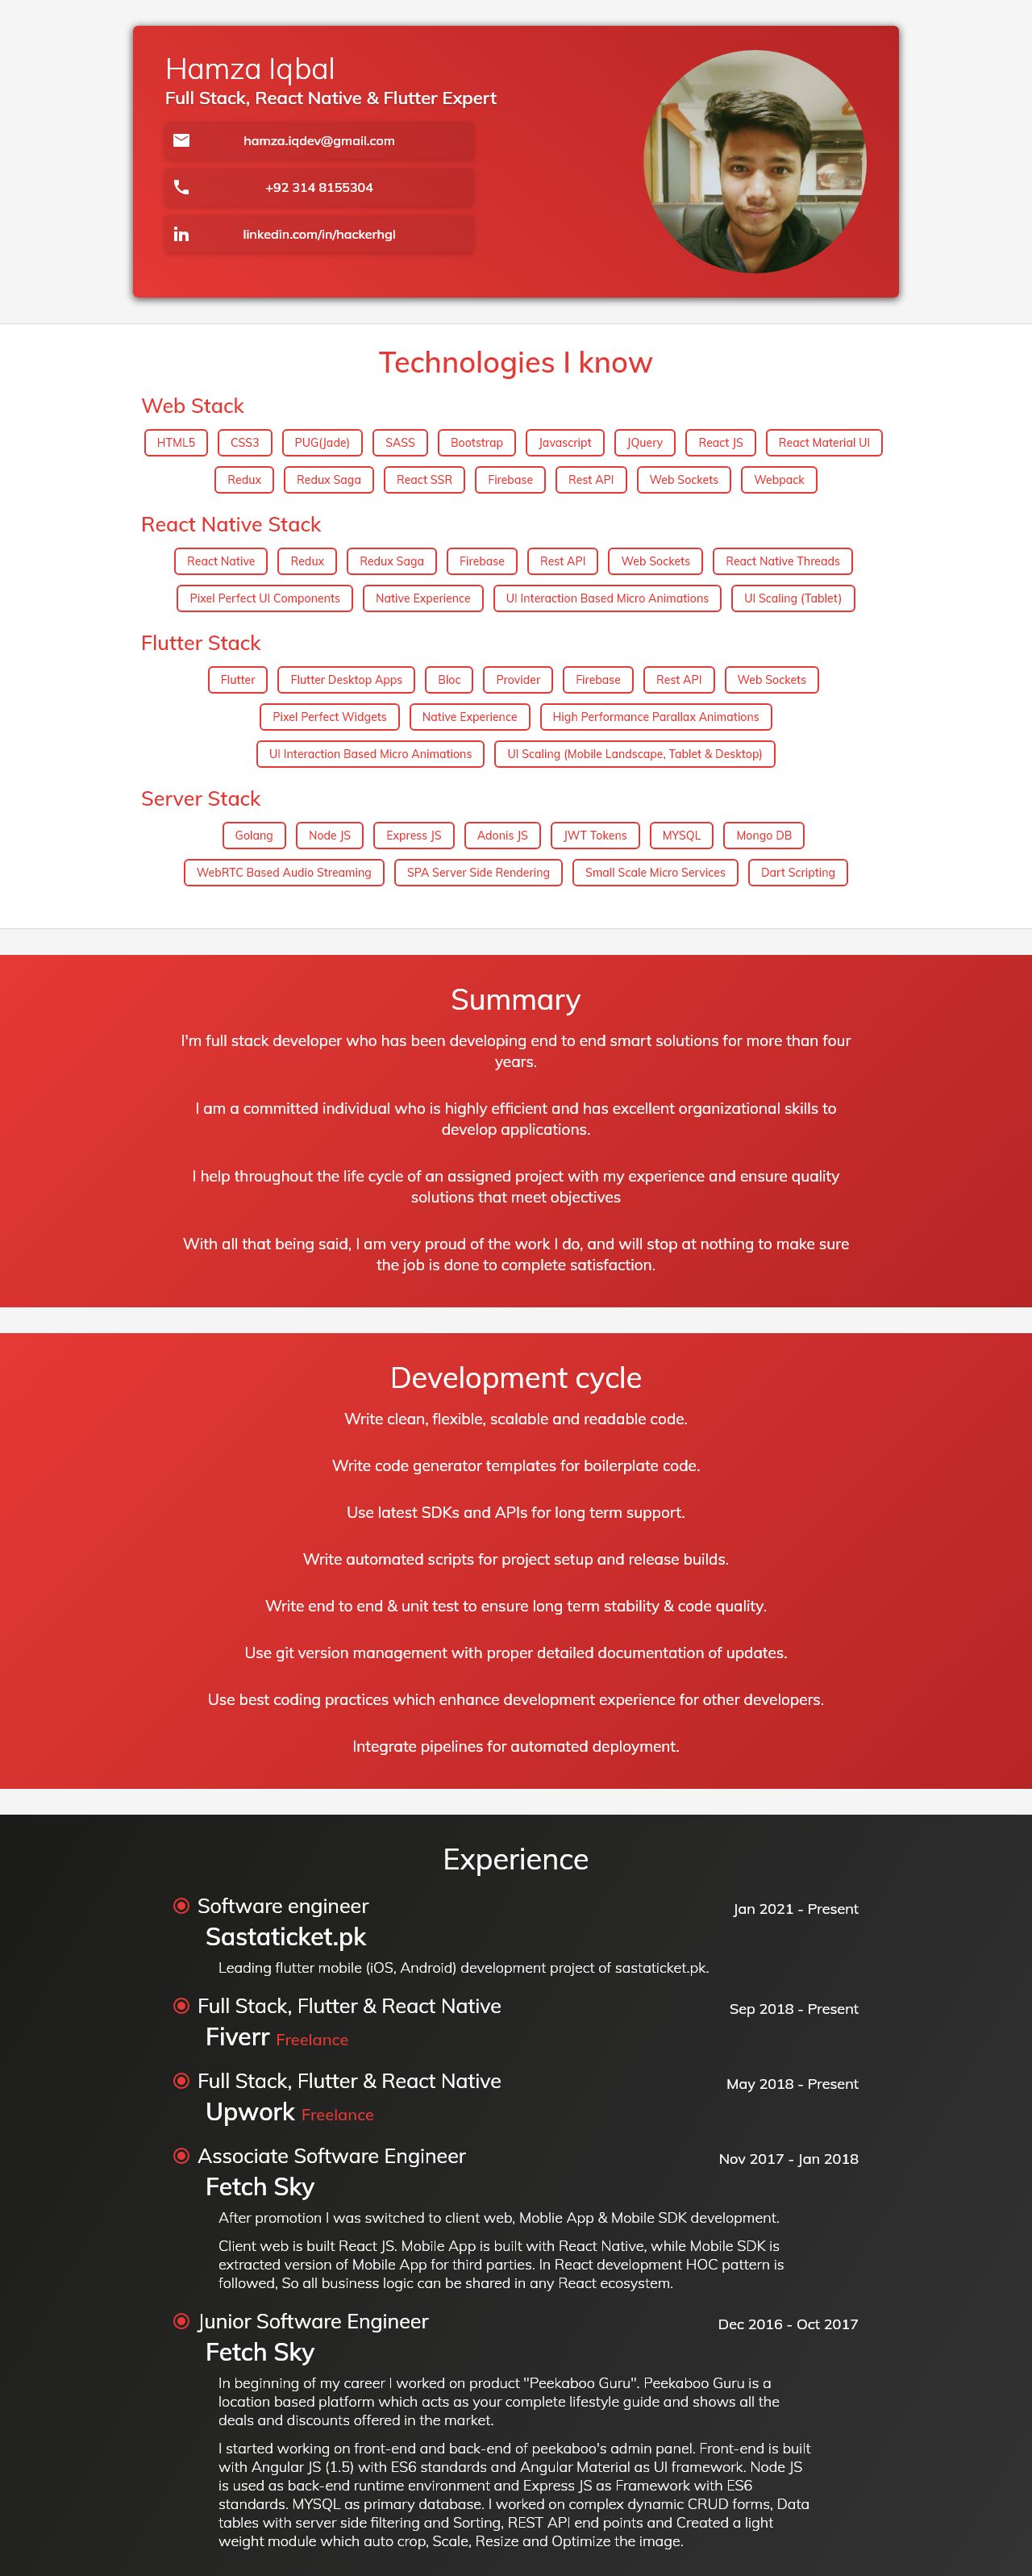 Hamza Iqbal
Full Stack, React Native & Flutter Expert
hamza.iqdev@gmail.com
+92 314 8155304
linkedin.com/in/hackerhgl
Technologies I know
Web Stack
HTML5 CSS3 PUG(Jade) SASS Bootstrap Javascript JQuery React JS React Material UI
Redux Redux Saga React SSR Firebase Rest API Web Sockets Webpack
React Native Stack
React Native Redux Redux Saga Firebase Rest API Web Sockets React Native Threads
Pixel Perfect UI Components Native Experience UI Interaction Based Micro Animations UI Scaling (Tablet)
Flutter Stack
Flutter Flutter Desktop Apps Bloc Provider Firebase Rest API Web Sockets
Pixel Perfect Widgets Native Experience High Performance Parallax Animations
UI Interaction Based Micro Animations UI Scaling (Mobile Landscape, Tablet & Desktop)
Server Stack
Golang Node JS Express JS Adonis JS JWT Tokens MYSQL Mongo DB
WebRTC Based Audio Streaming SPA Server Side Rendering Small Scale Micro Services Dart Scripting
Summary
I'm full stack developer who has been developing end to end smart solutions for more than four
years.
I am a committed individual who is highly efficient and has excellent organizational skills to
develop applications.
I help throughout the life cycle of an assigned project with my experience and ensure quality
solutions that meet objectives
With all that being said, I am very proud of the work I do, and will stop at nothing to make sure
the job is done to complete satisfaction.
Development cycle
Write clean, flexible, scalable and readable code.
Write code generator templates for boilerplate code.
Use latest SDKs and APIs for long term support.
Write automated scripts for project setup and release builds.
Write end to end & unit test to ensure long term stability & code quality.
Use git version management with proper detailed documentation of updates.
Use best coding practices which enhance development experience for other developers.
Integrate pipelines for automated deployment.
Experience
Software engineer Jan 2021 - Present
Sastaticket.pk
Leading flutter mobile (iOS, Android) development project of sastaticket.pk.
Full Stack, Flutter & React Native Sep 2018 - Present
Fiverr Freelance
Full Stack, Flutter & React Native May 2018 - Present
Upwork Freelance
Associate Software Engineer Nov 2017 - Jan 2018
Fetch Sky
After promotion I was switched to client web, Moblie App & Mobile SDK development.
Client web is built React JS. Mobile App is built with React Native, while Mobile SDK is
extracted version of Mobile App for third parties. In React development HOC pattern is
followed, So all business logic can be shared in any React ecosystem.
Junior Software Engineer Dec 2016 - Oct 2017
Fetch Sky
In beginning of my career I worked on product "Peekaboo Guru". Peekaboo Guru is a
location based platform which acts as your complete lifestyle guide and shows all the
deals and discounts offered in the market.
I started working on front-end and back-end of peekaboo's admin panel. Front-end is built
with Angular JS (1.5) with ES6 standards and Angular Material as UI framework. Node JS
is used as back-end runtime environment and Express JS as Framework with ES6
standards. MYSQL as primary database. I worked on complex dynamic CRUD forms, Data
tables with server side filtering and Sorting, REST API end points and Created a light
weight module which auto crop, Scale, Resize and Optimize the image.